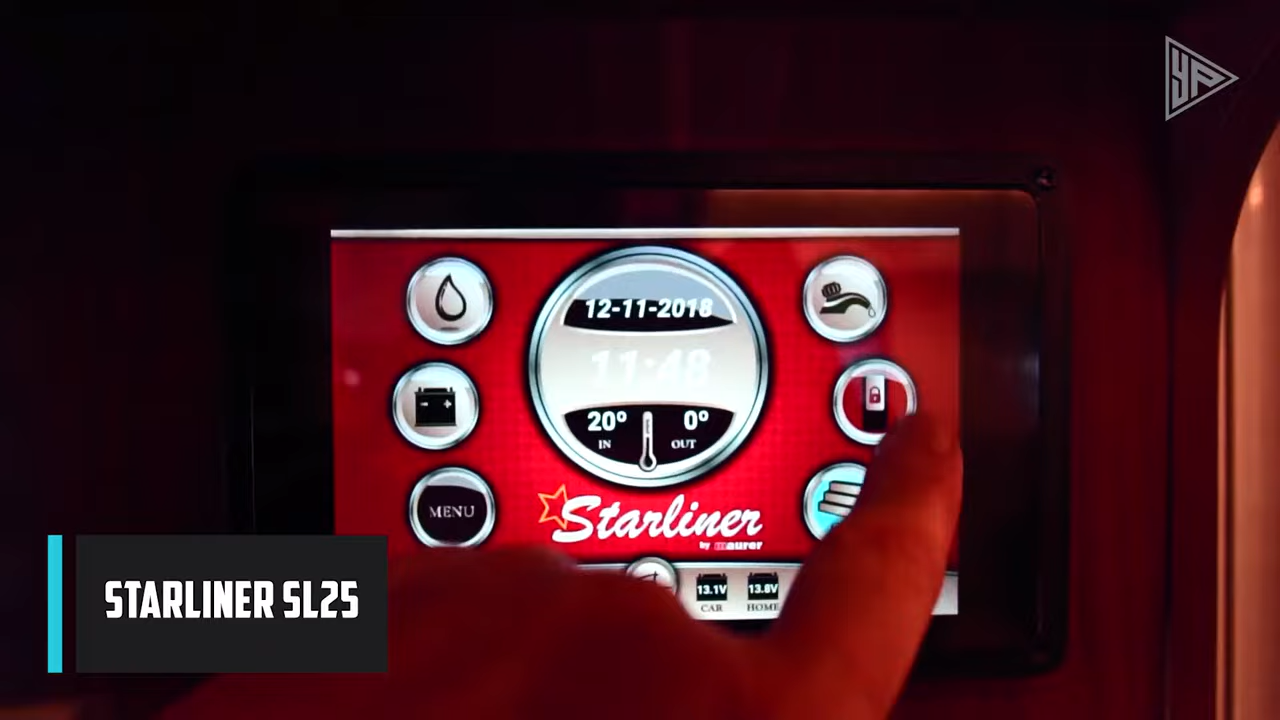 YP
12-11-2018
11:48
20° 0°
IN OUT
MENU
Starliner
by maurer
13.1V 13.8V
CAR HOME
STARLINER SL25